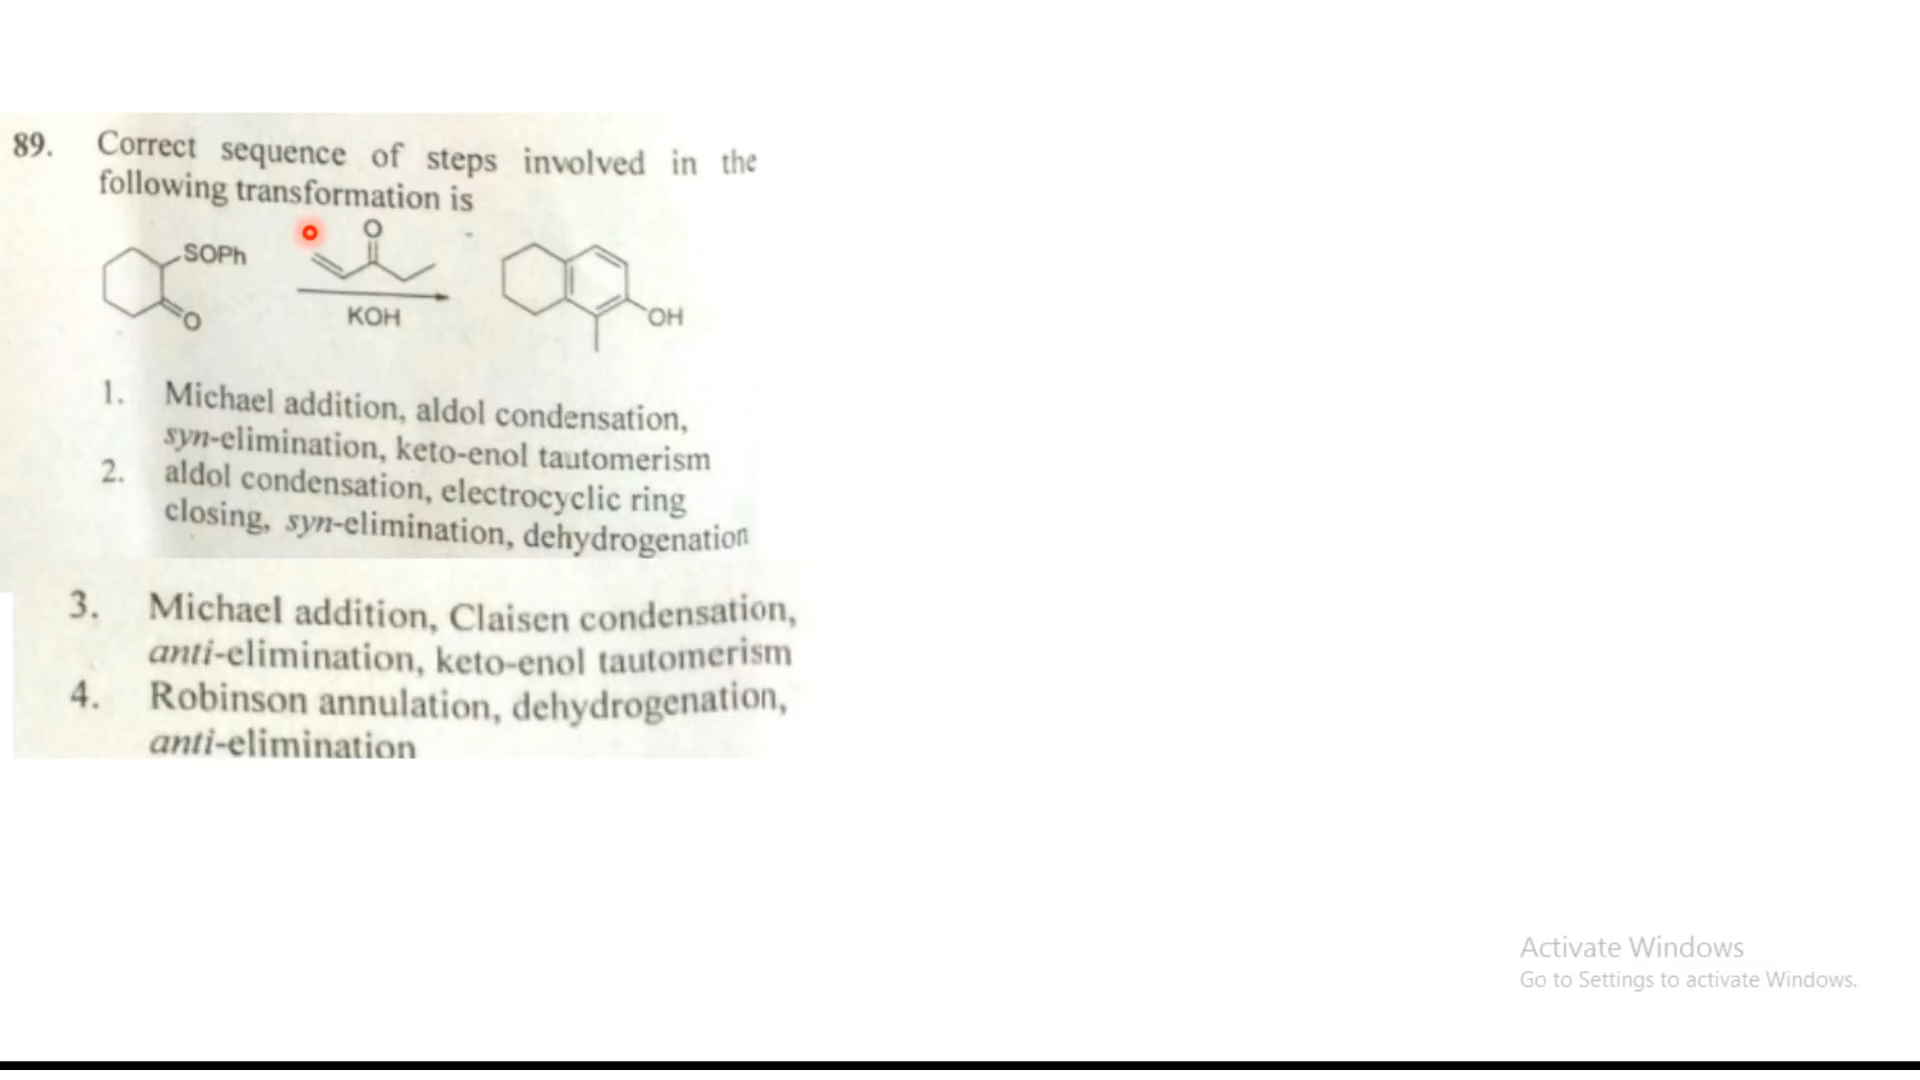 89. Correct sequence of steps involved in the
following transformation is
SOPh
O
O
KOH
OH
1. Michael addition, aldol condensation,
syn-elimination, keto-enol tautomerism
2. aldol condensation, electrocyclic ring
closing, syn-elimination, dehydrogenation
3. Michael addition, Claisen condensation,
anti-elimination, keto-enol tautomerism
4. Robinson annulation, dehydrogenation,
anti-elimination
Activate Windows
Go to Settings to activate Windows.